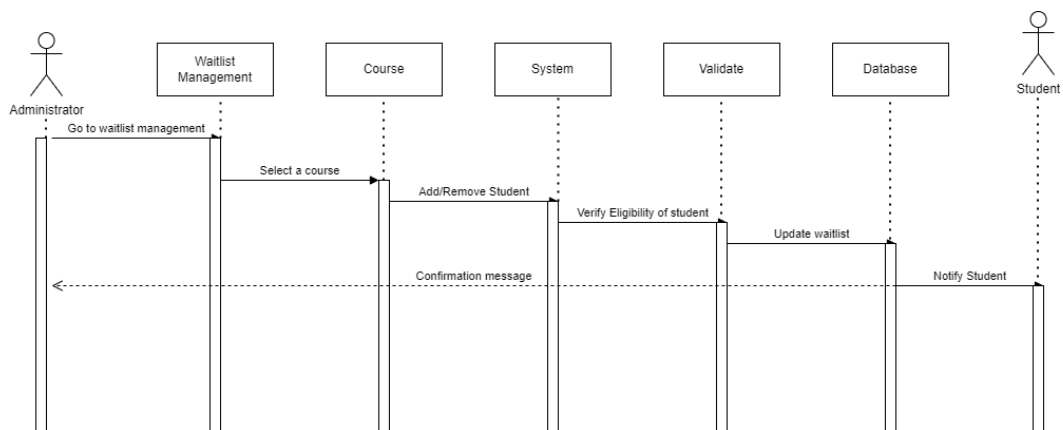 Waitlist
Management
Course
System
Validate
Database
Administrator
Student
Go to waitlist management
Select a course
Add/Remove Student
Verify Eligibility of student
Update waitlist
Confirmation message
Notify Student